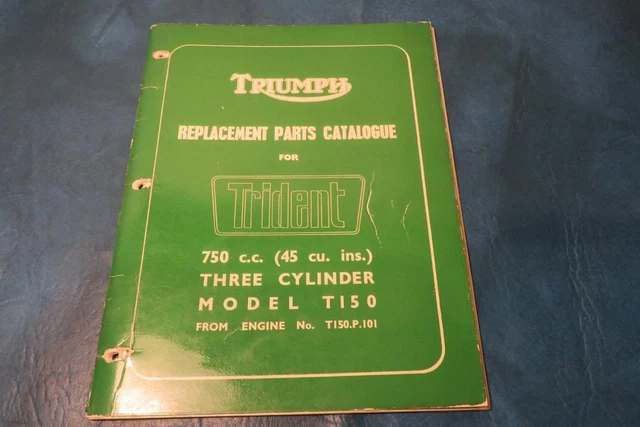 TRIUMPH
REPLACEMENT PARTS CATALOGUE
FOR
Trident
750 c.c. (45 cu. ins.)
THREE CYLINDER
MODEL T150
FROM ENGINE No. T150.P.101